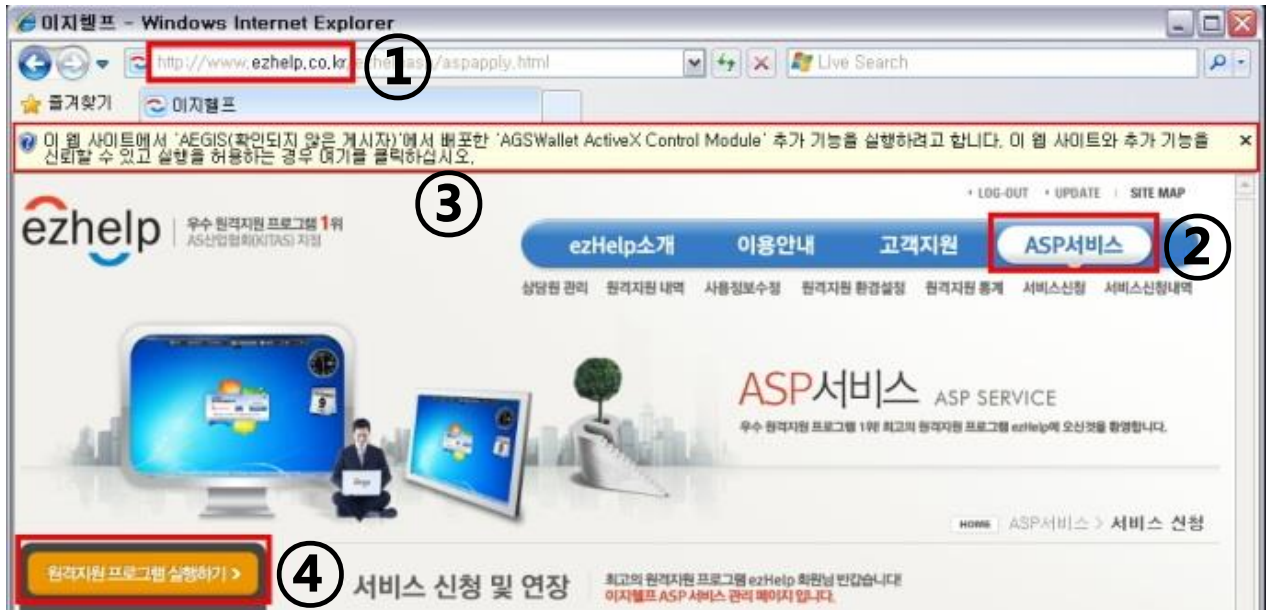 이지헬프 - Windows Internet Explorer
http://www.ezhelp.co.kr /aspapply.html
Live Search
①
즐겨찾기
이지헬프
이 웹 사이트에서 'AEGIS(확인되지 않은 게시자)'에서 배포한 'AGSWallet ActiveX Control Module' 추가 기능을 실행하려고 합니다. 이 웹 사이트와 추가 기능을
신뢰할 수 있고 실행을 허용하는 경우 여기를 클릭하십시오.
③
LOG-OUT UPDATE SITE MAP
ezhelp
우수 원격지원 프로그램 1위
AS산업협회(KITAS) 지정
ezHelp소개 이용안내 고객지원 ASP서비스
②
상담원 관리 원격지원 내역 사용정보수정 원격지원 환경설정 원격지원 통계 서비스신청 서비스신청내역
ASP서비스 ASP SERVICE
우수 원격지원 프로그램 1위! 최고의 원격지원 프로그램 ezHelp에 오신것을 환영합니다.
HOME ASP서비스 > 서비스 신청
원격지원 프로그램 실행하기 >
④
서비스 신청 및 연장
최고의 원격지원 프로그램 ezHelp 회원님 반갑습니다!
이지헬프 ASP 서비스 관리 페이지 입니다.